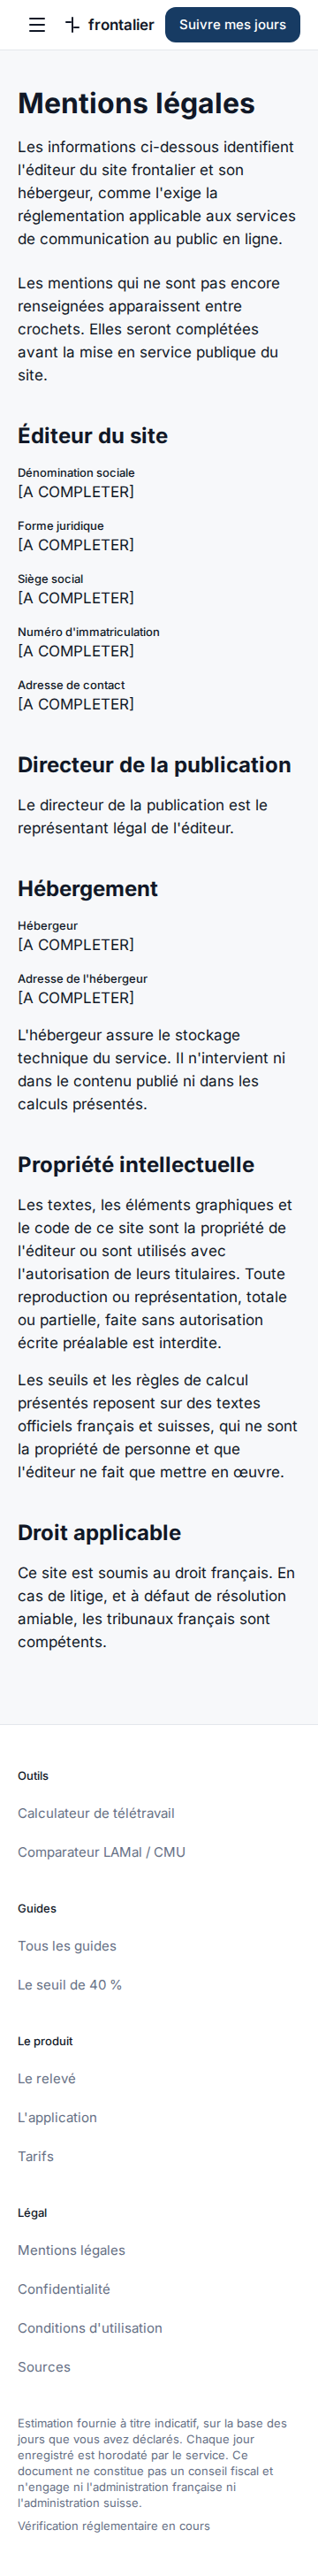 frontalier
Suivre mes jours
Mentions légales
Les informations ci-dessous identifient
l'éditeur du site frontalier et son
hébergeur, comme l'exige la
réglementation applicable aux services
de communication au public en ligne.
Les mentions qui ne sont pas encore
renseignées apparaissent entre
crochets. Elles seront complétées
avant la mise en service publique du
site.
Éditeur du site
Dénomination sociale
[A COMPLETER]
Forme juridique
[A COMPLETER]
Siège social
[A COMPLETER]
Numéro d'immatriculation
[A COMPLETER]
Adresse de contact
[A COMPLETER]
Directeur de la publication
Le directeur de la publication est le
représentant légal de l'éditeur.
Hébergement
Hébergeur
[A COMPLETER]
Adresse de l'hébergeur
[A COMPLETER]
L'hébergeur assure le stockage
technique du service. Il n'intervient ni
dans le contenu publié ni dans les
calculs présentés.
Propriété intellectuelle
Les textes, les éléments graphiques et
le code de ce site sont la propriété de
l'éditeur ou sont utilisés avec
l'autorisation de leurs titulaires. Toute
reproduction ou représentation, totale
ou partielle, faite sans autorisation
écrite préalable est interdite.
Les seuils et les règles de calcul
présentés reposent sur des textes
officiels français et suisses, qui ne sont
la propriété de personne et que
l'éditeur ne fait que mettre en œuvre.
Droit applicable
Ce site est soumis au droit français. En
cas de litige, et à défaut de résolution
amiable, les tribunaux français sont
compétents.
Outils
Calculateur de télétravail
Comparateur LAMal / CMU
Guides
Tous les guides
Le seuil de 40 %
Le produit
Le relevé
L'application
Tarifs
Légal
Mentions légales
Confidentialité
Conditions d'utilisation
Sources
Estimation fournie à titre indicatif, sur la base des
jours que vous avez déclarés. Chaque jour
enregistré est horodaté par le service. Ce
document ne constitue pas un conseil fiscal et
n'engage ni l'administration française ni
l'administration suisse.
Vérification réglementaire en cours